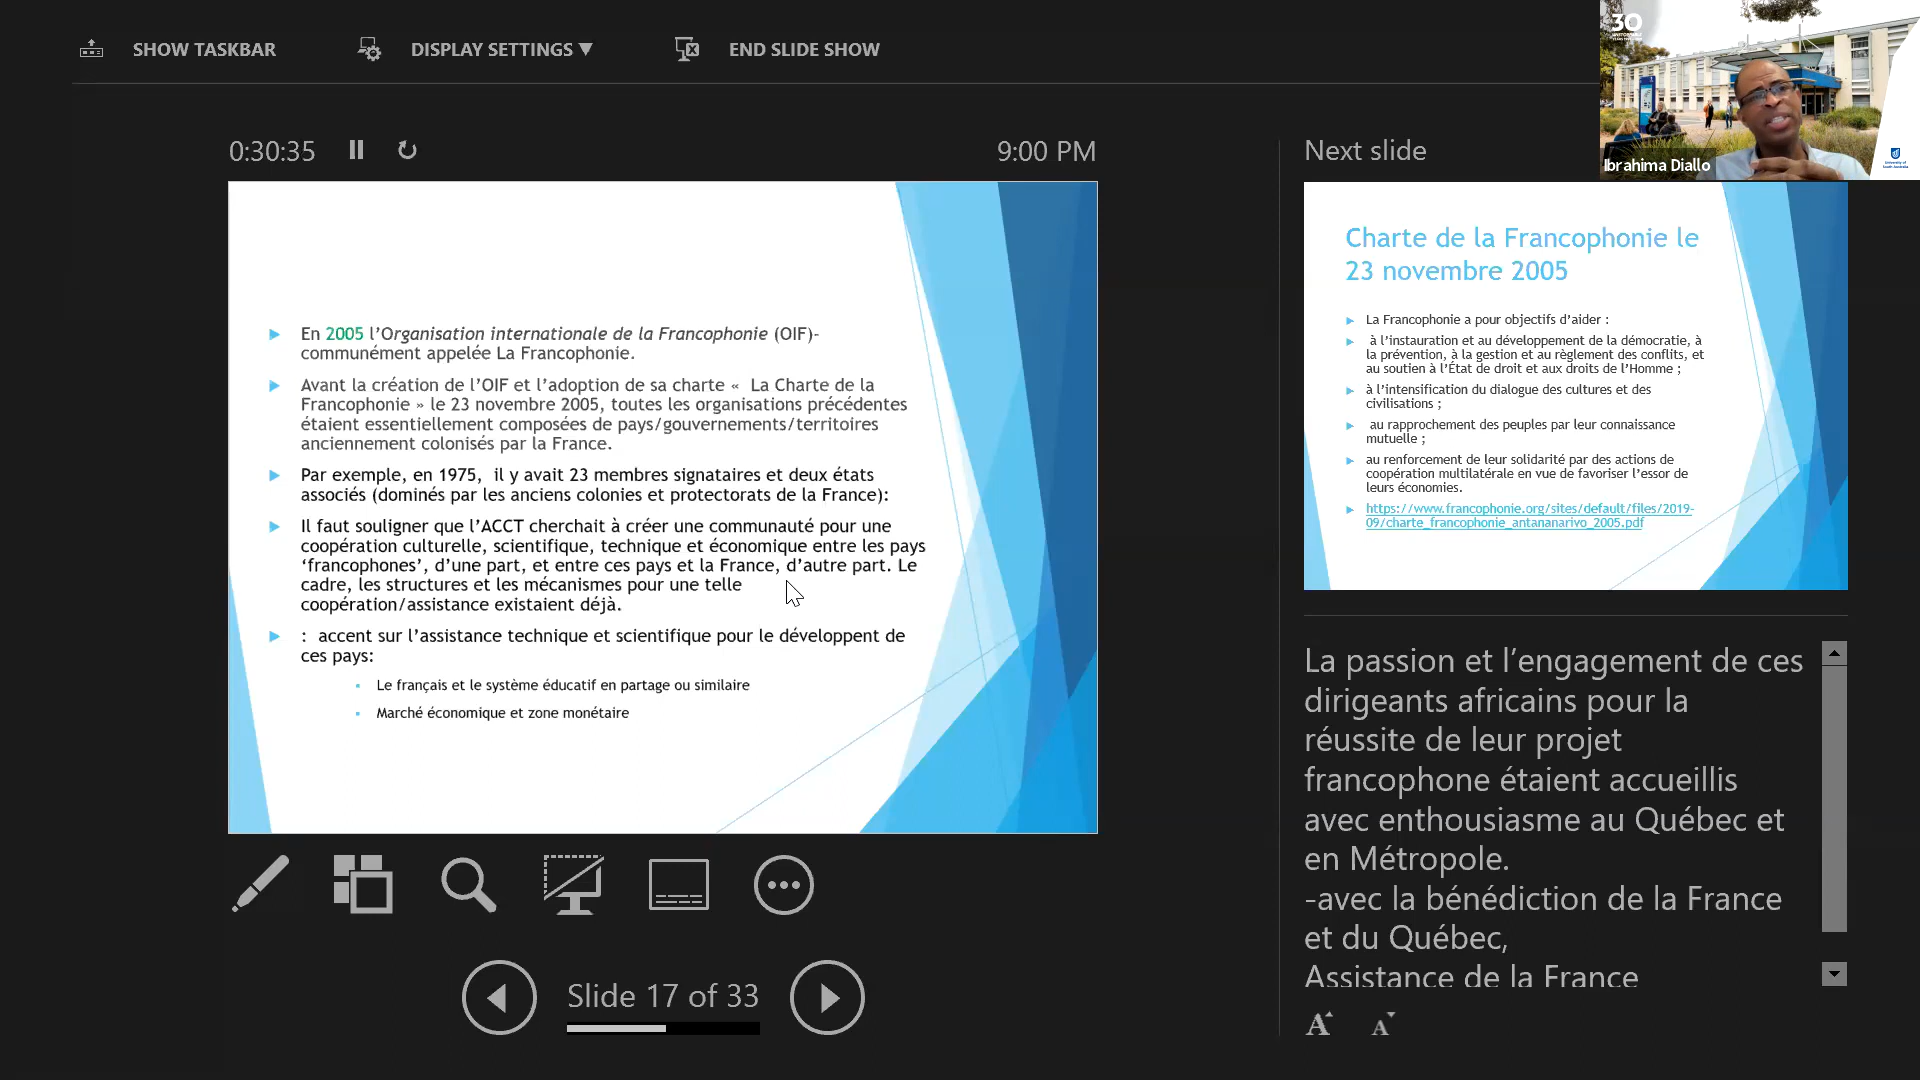 SHOW TASKBAR
DISPLAY SETTINGS ▼
END SLIDE SHOW
30
Ibrahima Diallo
0:30:35
9:00 PM
En 2005 l’Organisation internationale de la Francophonie (OIF)-
communément appelée La Francophonie.
Avant la création de l’OIF et l’adoption de sa charte «  La Charte de la
Francophonie » le 23 novembre 2005, toutes les organisations précédentes
étaient essentiellement composées de pays/gouvernements/territoires
anciennement colonisés par la France.
Par exemple, en 1975,  il y avait 23 membres signataires et deux états
associés (dominés par les anciens colonies et protectorats de la France):
Il faut souligner que l’ACCT cherchait à créer une communauté pour une
coopération culturelle, scientifique, technique et économique entre les pays
‘francophones’, d’une part, et entre ces pays et la France, d’autre part. Le
cadre, les structures et les mécanismes pour une telle
coopération/assistance existaient déjà.
:  accent sur l’assistance technique et scientifique pour le développent de
ces pays:
Le français et le système éducatif en partage ou similaire
Marché économique et zone monétaire
Slide 17 of 33
Next slide
Charte de la Francophonie le
23 novembre 2005
La Francophonie a pour objectifs d’aider :
à l’instauration et au développement de la démocratie, à
la prévention, à la gestion et au règlement des conflits, et
au soutien à l’État de droit et aux droits de l’Homme ;
à l’intensification du dialogue des cultures et des
civilisations ;
au rapprochement des peuples par leur connaissance
mutuelle ;
au renforcement de leur solidarité par des actions de
coopération multilatérale en vue de favoriser l’essor de
leurs économies.
https://www.francophonie.org/sites/default/files/2019-
09/charte_francophonie_antananarivo_2005.pdf
La passion et l’engagement de ces
dirigeants africains pour la
réussite de leur projet
francophone étaient accueillis
avec enthousiasme au Québec et
en Métropole.
-avec la bénédiction de la France
et du Québec,
Assistance de la France
A A